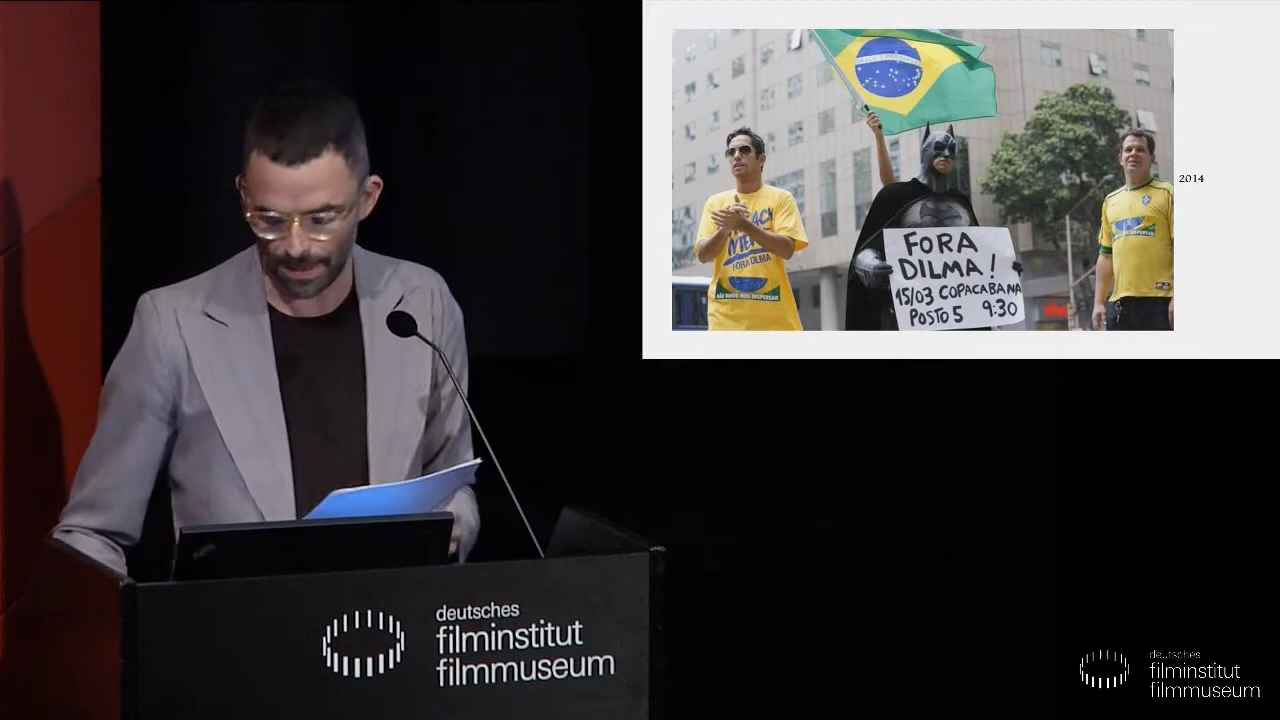 2014
FORA DILMA
NÃO VAMOS NOS DISPERSAR
FORA
DILMA!
15/03 COPACABANA
POSTO 5 9:30
deutsches
filminstitut
filmmuseum
deutsches
filminstitut
filmmuseum